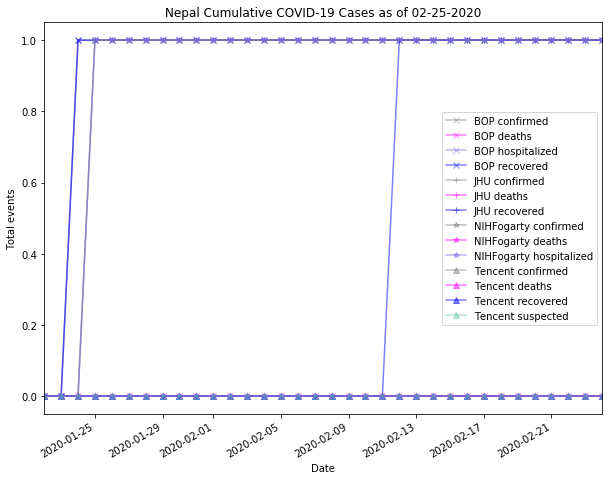 Nepal Cumulative COVID-19 Cases as of 02-25-2020
1.0
0.8
0.6
0.4
0.2
0.0
Total events
BOP confirmed
BOP deaths
BOP hospitalized
BOP recovered
JHU confirmed
JHU deaths
JHU recovered
NIHFogarty confirmed
NIHFogarty deaths
NIHFogarty hospitalized
Tencent confirmed
Tencent deaths
Tencent recovered
Tencent suspected
2020-01-25
2020-01-29
2020-02-01
2020-02-05
2020-02-09
2020-02-13
2020-02-17
2020-02-21
Date